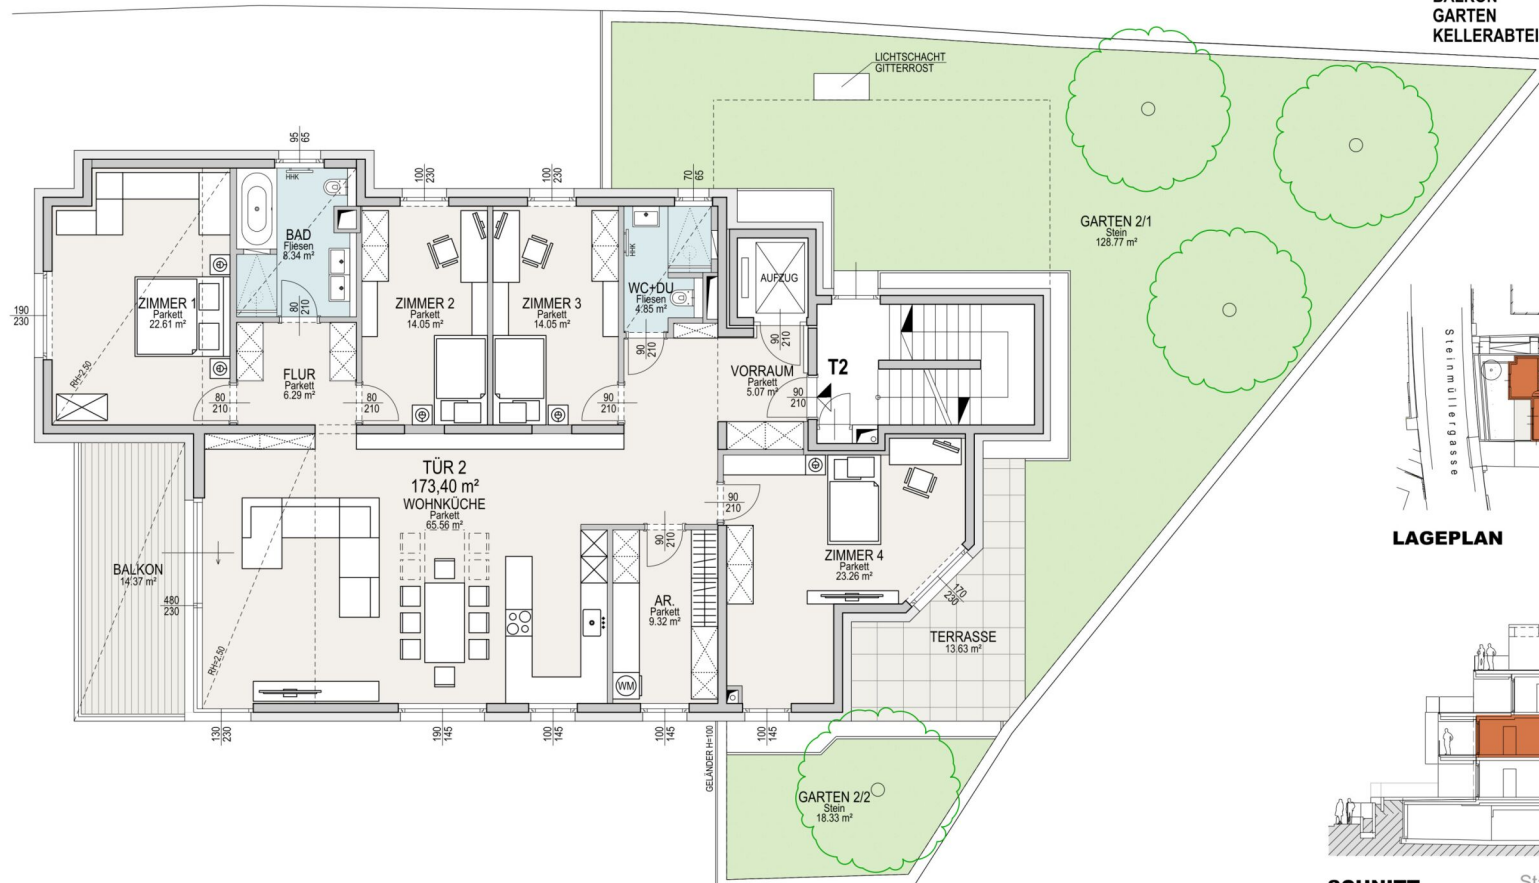 GARTEN
KELLERABTEI
LICHTSCHACHT
GITTERROST
95
65
100
230
100
230
70
65
GARTEN 2/1
Stein
128.77 m²
HHK
BAD
Fliesen
8.34 m²
80
210
HHK
WC+DU
Fliesen
4.85 m²
AUFZUG
190
230
ZIMMER 1
Parkett
22.61 m²
ZIMMER 2
Parkett
14.05 m²
ZIMMER 3
Parkett
14.05 m²
90
210
90
210
RH=2.50
FLUR
Parkett
6.29 m²
80
210
80
210
90
210
VORRAUM
Parkett
5.07 m²
90
210
T2
Steinmüllergasse
LAGEPLAN
TÜR 2
173,40 m²
WOHNKÜCHE
Parkett
65.56 m²
90
210
90
210
BALKON
14.37 m²
480
230
RH=2.50
AR.
Parkett
9.32 m²
WM
ZIMMER 4
Parkett
23.26 m²
170
230
TERRASSE
13.63 m²
130
230
190
145
100
145
100
145
100
145
GELÄNDER H=100
GARTEN 2/2
Stein
18.33 m²